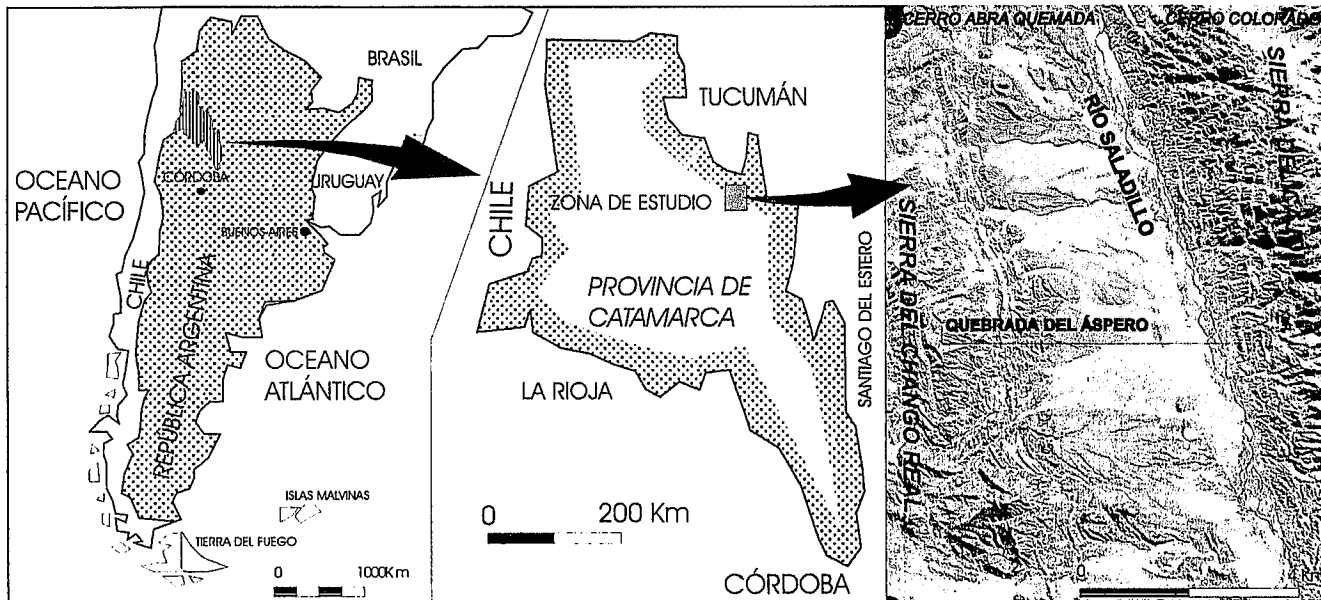 BRASIL
OCEANO
PACÍFICO
CÓRDOBA
URUGUAY
BUENOS AIRES
CHILE
REPÚBLICA ARGENTINA
OCEANO
ATLÁNTICO
ISLAS MALVINAS
TIERRA DEL FUEGO
0 1000Km
TUCUMÁN
CHILE
ZONA DE ESTUDIO
PROVINCIA DE
CATAMARCA
SANTIAGO DEL ESTERO
LA RIOJA
0 200 Km
CÓRDOBA
CERRO ABRA QUEMADA
CERRO COLORADO
RÍO SALADILLO
SIERRA DEL
SIERRA DEL CHANGO REAL
QUEBRADA DEL ÁSPERO
0